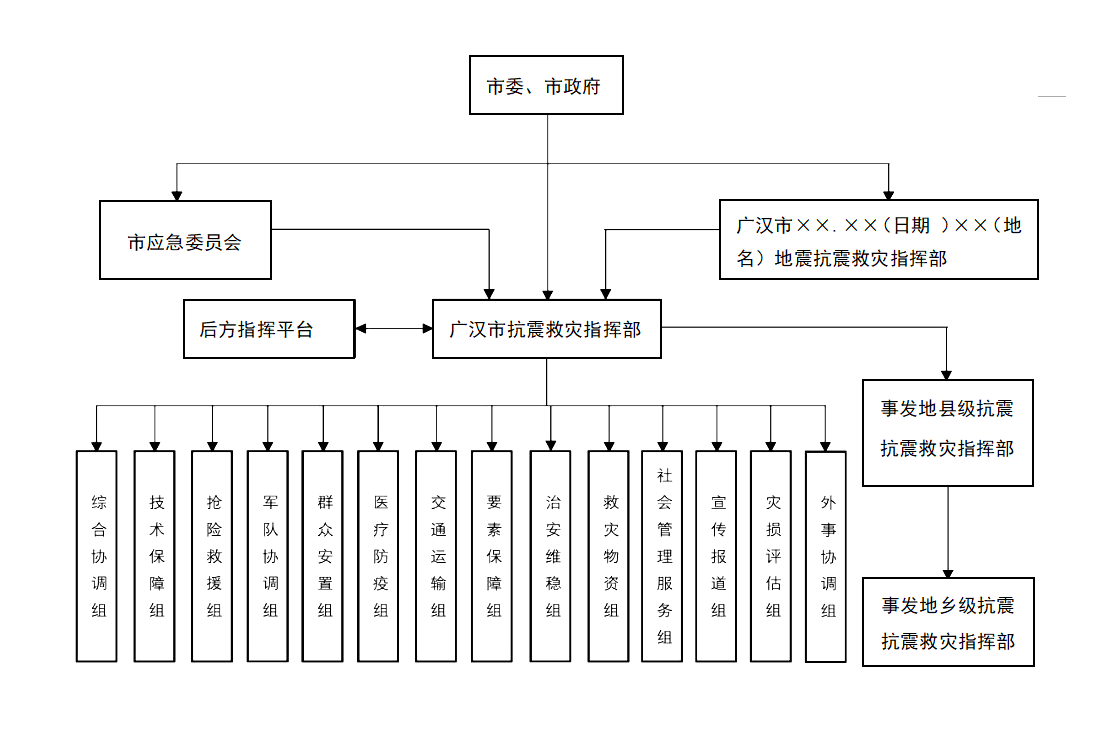 市委、市政府
市应急委员会
广汉市××.××（日期 ）××（地
名）地震抗震救灾指挥部
后方指挥平台
广汉市抗震救灾指挥部
事发地县级抗震
抗震救灾指挥部
综合协调组
技术保障组
抢险救援组
军队协调组
群众安置组
医疗防疫组
交通运输组
要素保障组
治安维稳组
救灾物资组
社会管理服务组
宣传报道组
灾损评估组
外事协调组
事发地乡级抗震
抗震救灾指挥部